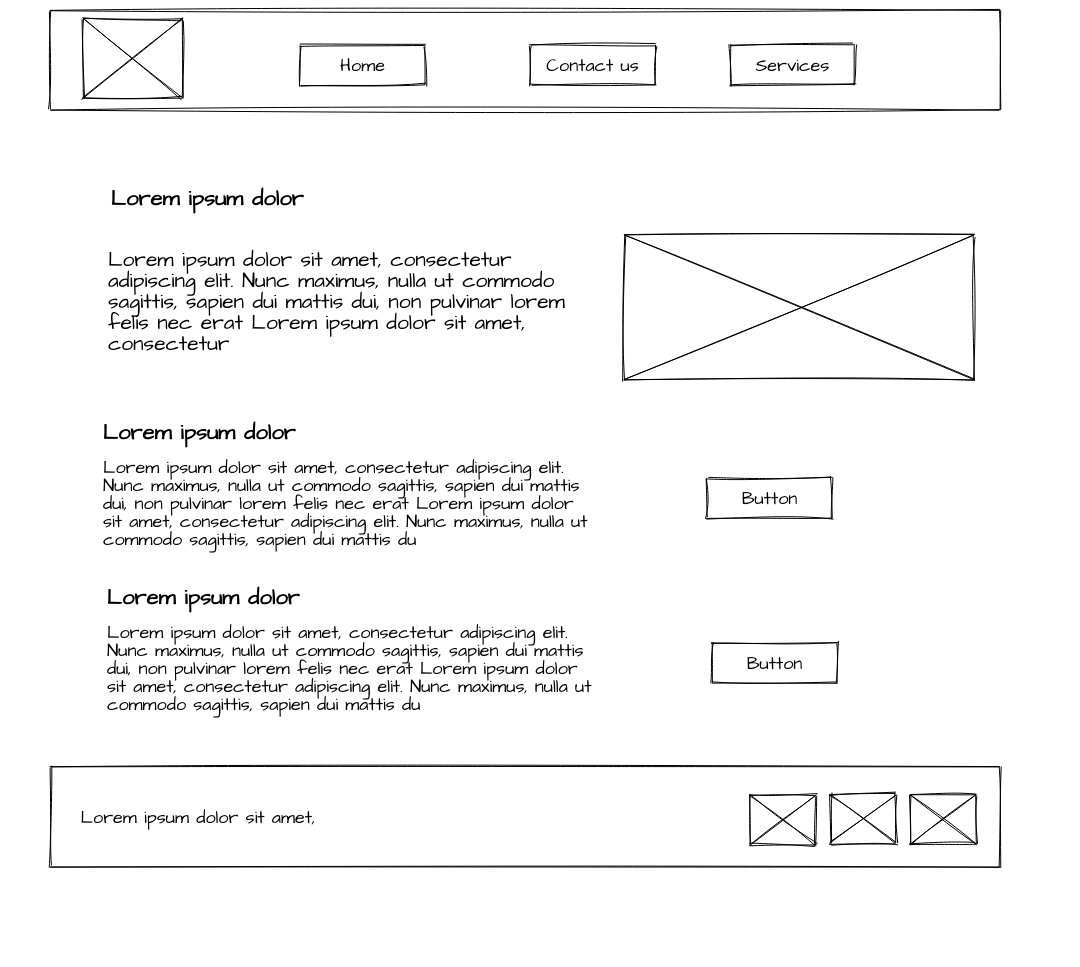 Home
Contact us
Services
Lorem ipsum dolor
Lorem ipsum dolor sit amet, consectetur
adipiscing elit. Nunc maximus, nulla ut commodo
sagittis, sapien dui mattis dui, non pulvinar lorem
felis nec erat Lorem ipsum dolor sit amet,
consectetur
Lorem ipsum dolor
Lorem ipsum dolor sit amet, consectetur adipiscing elit.
Nunc maximus, nulla ut commodo sagittis, sapien dui mattis
dui, non pulvinar lorem felis nec erat Lorem ipsum dolor
sit amet, consectetur adipiscing elit. Nunc maximus, nulla ut
commodo sagittis, sapien dui mattis du
Button
Lorem ipsum dolor
Lorem ipsum dolor sit amet, consectetur adipiscing elit.
Nunc maximus, nulla ut commodo sagittis, sapien dui mattis
dui, non pulvinar lorem felis nec erat Lorem ipsum dolor
sit amet, consectetur adipiscing elit. Nunc maximus, nulla ut
commodo sagittis, sapien dui mattis du
Button
Lorem ipsum dolor sit amet,